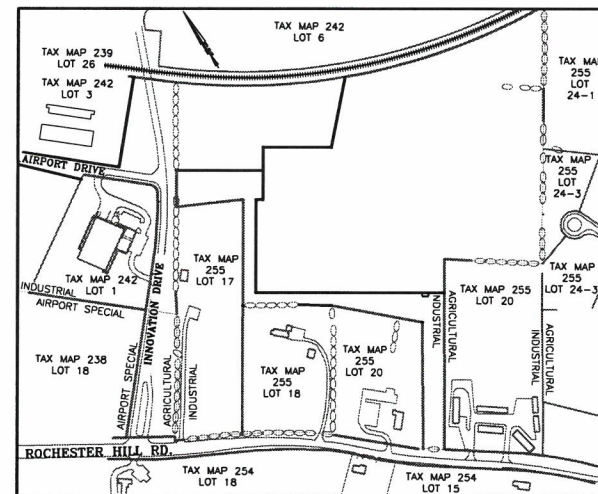 TAX MAP 242
LOT 6
TAX MAP 239
LOT 26
TAX MAP 242
LOT 3
TAX MAP
255
LOT
24-1
AIRPORT DRIVE
TAX MAP
255
LOT
24-3
TAX MAP
255
LOT 17
TAX MAP 242
LOT 1
INNOVATION DRIVE
TAX MAP 255
LOT 20
TAX MAP
255
LOT 24-3
INDUSTRIAL
AIRPORT SPECIAL
AIRPORT SPECIAL
AGRICULTURAL
INDUSTRIAL
INDUSTRIAL
AGRICULTURAL
INDUSTRIAL
AGRICULTURAL
TAX MAP 238
LOT 18
TAX MAP
255
LOT 18
TAX MAP
255
LOT 20
ROCHESTER HILL RD.
TAX MAP 254
LOT 18
TAX MAP 254
LOT 15